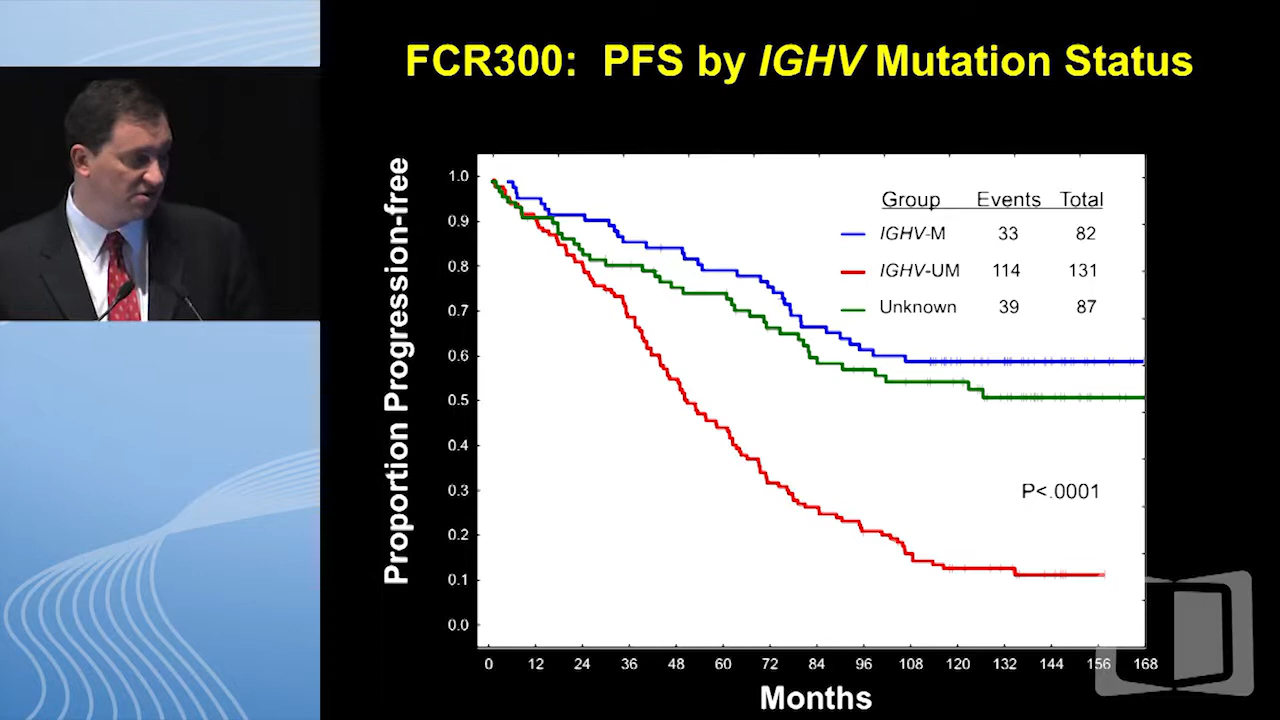 FCR300: PFS by IGHV Mutation Status
Proportion Progression-free
1.0
0.9
0.8
0.7
0.6
0.5
0.4
0.3
0.2
0.1
0.0
Group Events Total
IGHV-M 33 82
IGHV-UM 114 131
Unknown 39 87
P<.0001
0 12 24 36 48 60 72 84 96 108 120 132 144 156 168
Months